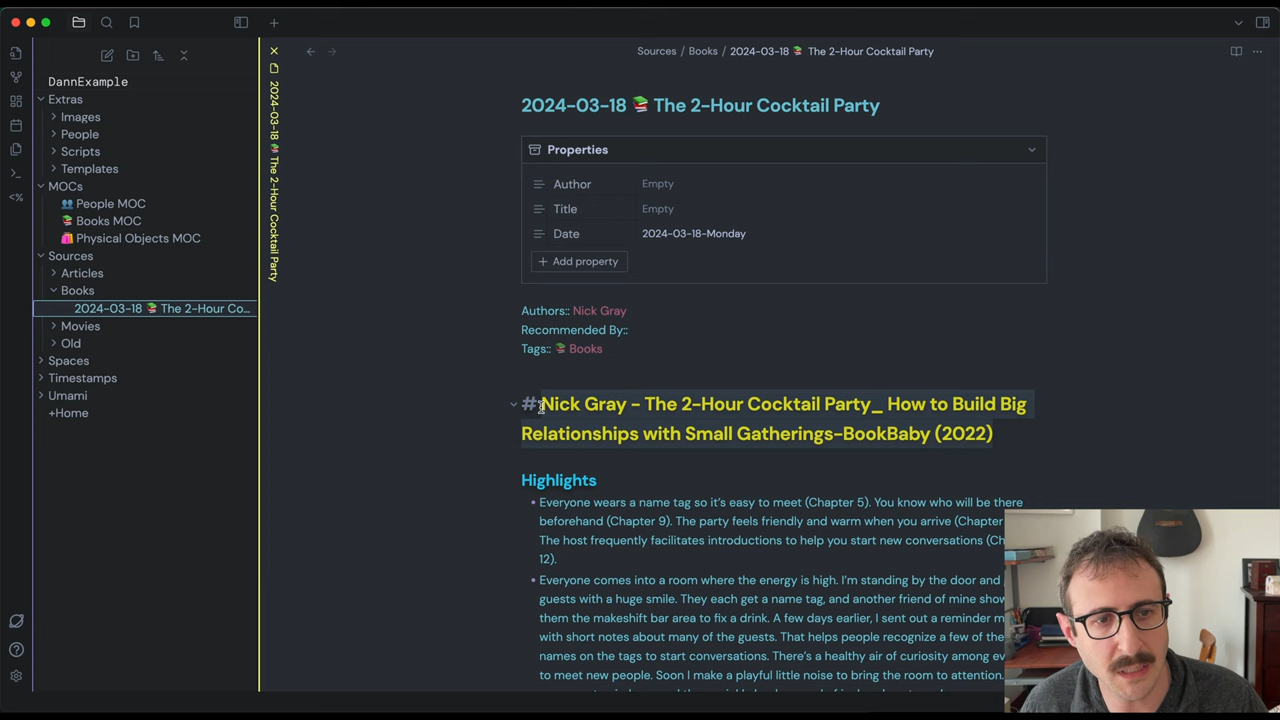 Sources / Books / 2024-03-18 📚 The 2-Hour Cocktail Party
DannExample
Extras
Images
People
Scripts
Templates
MOCs
👥 People MOC
📚 Books MOC
🛍️ Physical Objects MOC
Sources
Articles
Books
2024-03-18 📚 The 2-Hour Co...
Movies
Old
Spaces
Timestamps
Umami
+Home
2024-03-18 📚 The 2-Hour Cocktail Party
2024-03-18 📚 The 2-Hour Cocktail Party
Properties
Author Empty
Title Empty
Date 2024-03-18-Monday
+ Add property
Authors:: Nick Gray
Recommended By::
Tags:: 📚 Books
# Nick Gray - The 2-Hour Cocktail Party_ How to Build Big
Relationships with Small Gatherings-BookBaby (2022)
Highlights
• Everyone wears a name tag so it's easy to meet (Chapter 5). You know who will be there
beforehand (Chapter 9). The party feels friendly and warm when you arrive (Chapter
The host frequently facilitates introductions to help you start new conversations (Ch
12).
• Everyone comes into a room where the energy is high. I'm standing by the door and
guests with a huge smile. They each get a name tag, and another friend of mine show
them the makeshift bar area to fix a drink. A few days earlier, I sent out a reminder m
with short notes about many of the guests. That helps people recognize a few of the
names on the tags to start conversations. There's a healthy air of curiosity among ev
to meet new people. Soon I make a playful little noise to bring the room to attention.